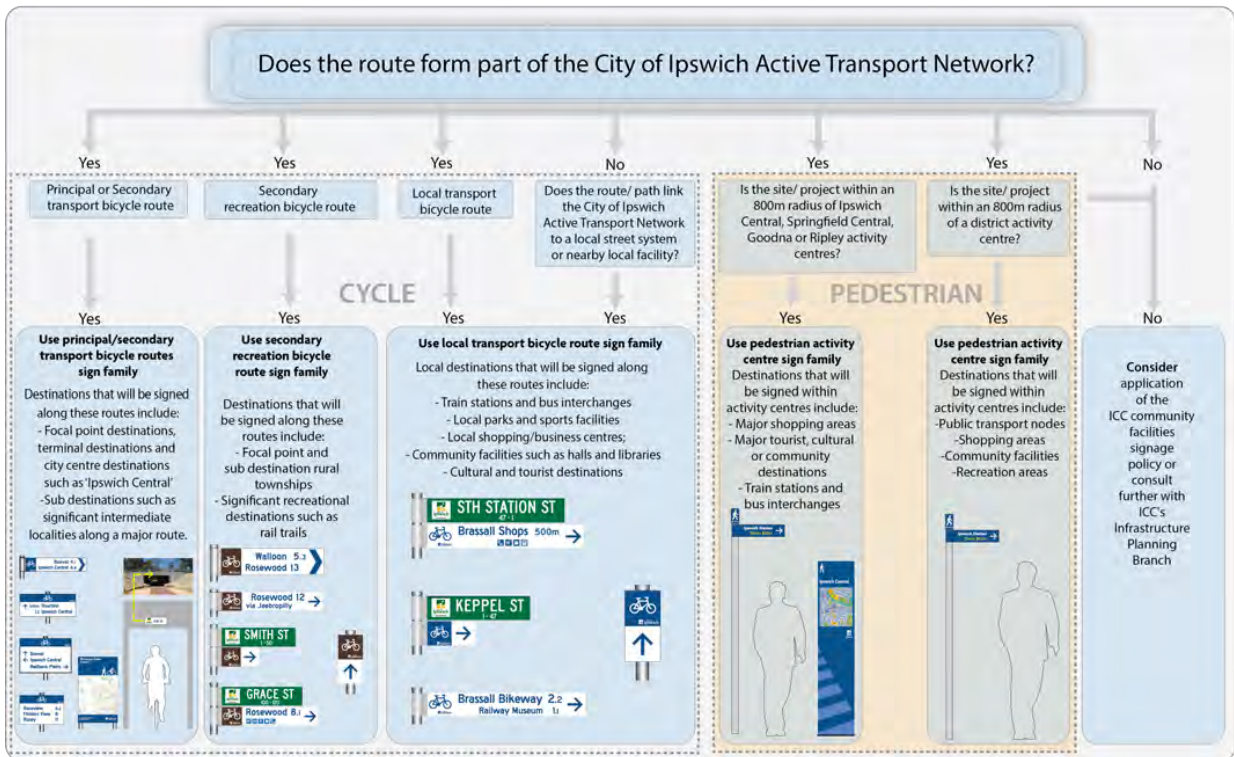 Does the route form part of the City of Ipswich Active Transport Network?
Yes
Yes
Yes
No
Yes
Yes
No
Principal or Secondary
transport bicycle route
Secondary
recreation bicycle route
Local transport
bicycle route
Does the route/ path link
the City of Ipswich
Active Transport Network
to a local street system
or nearby local facility?
Is the site/ project within an
800m radius of Ipswich
Central, Springfield Central,
Goodna or Ripley activity
centres?
Is the site/ project
within an 800m radius
of a district activity
centre?
CYCLE
PEDESTRIAN
Yes
Yes
Yes
Yes
Yes
Yes
No
Use principal/secondary
transport bicycle routes
sign family
Destinations that will be signed
along these routes include:
- Focal point destinations,
terminal destinations and
city centre destinations
such as 'Ipswich Central'
-Sub destinations such as
significant intermediate
localities along a major route.
Use secondary
recreation bicycle
route sign family
Destinations that will
be signed along these
routes include:
- Focal point and
sub destination rural
townships
- Significant recreational
destinations such as
rail trails
Walloon 5.2
Rosewood 13
Rosewood 12
via Jeebropilly
SMITH ST
1 - 50
GRACE ST
Rosewood 8.1
Use local transport bicycle route sign family
Local destinations that will be signed along
these routes include:
- Train stations and bus interchanges
- Local parks and sports facilities
- Local shopping/business centres;
- Community facilities such as halls and libraries
- Cultural and tourist destinations
STH STATION ST
47 - 1
Brassall Shops 500m
KEPPEL ST
1 - 47
Brassall Bikeway 2.2
Railway Museum 1.1
Use pedestrian activity
centre sign family
Destinations that will
be signed within
activity centres include:
- Major shopping areas
- Major tourist, cultural
or community
destinations
- Train stations and
bus interchanges
Ipswich Station
Ipswich Central
Use pedestrian activity
centre sign family
Destinations that will
be signed within
activity centres include:
-Public transport nodes
-Shopping areas
-Community facilities
-Recreation areas
Ipswich Station
Consider
application
of the
ICC community
facilities
signage
policy or
consult
further with
ICC's
Infrastructure
Planning
Branch